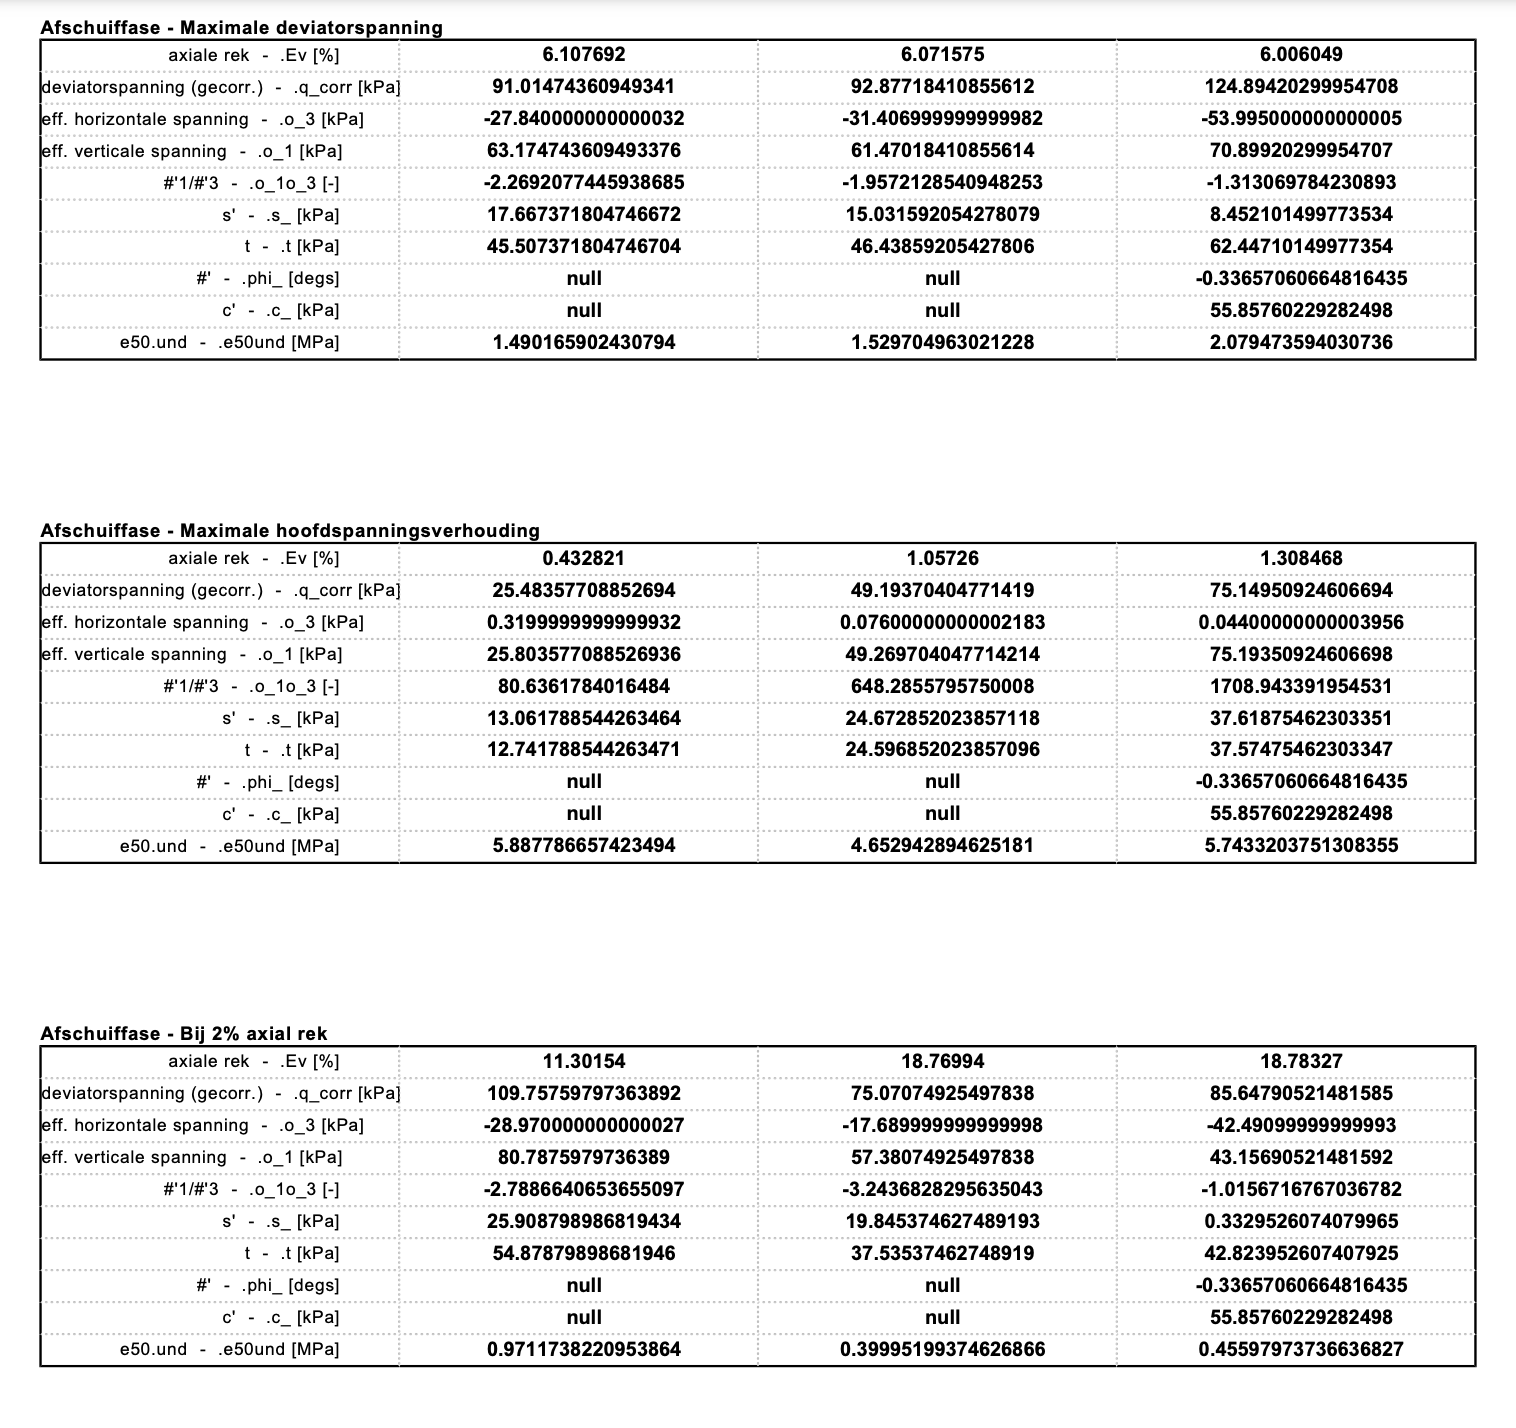 Afschuiffase - Maximale deviatorspanning
axiale rek - .Ev [%] 6.107692 6.071575 6.006049
deviatorspanning (gecorr.) - .q_corr [kPa] 91.01474360949341 92.87718410855612 124.89420299954708
eff. horizontale spanning - .o_3 [kPa] -27.840000000000032 -31.406999999999982 -53.995000000000005
eff. verticale spanning - .o_1 [kPa] 63.174743609493376 61.47018410855614 70.89920299954707
#'1/#'3 - .o_1o_3 [-] -2.2692077445938685 -1.9572128540948253 -1.313069784230893
s' - .s_ [kPa] 17.667371804746672 15.031592054278079 8.452101499773534
t - .t [kPa] 45.507371804746704 46.43859205427806 62.44710149977354
#' - .phi_ [degs] null null -0.33657060664816435
c' - .c_ [kPa] null null 55.85760229282498
e50.und - .e50und [MPa] 1.490165902430794 1.529704963021228 2.079473594030736
Afschuiffase - Maximale hoofdspanningsverhouding
axiale rek - .Ev [%] 0.432821 1.05726 1.308468
deviatorspanning (gecorr.) - .q_corr [kPa] 25.48357708852694 49.19370404771419 75.14950924606694
eff. horizontale spanning - .o_3 [kPa] 0.3199999999999932 0.07600000000002183 0.04400000000003956
eff. verticale spanning - .o_1 [kPa] 25.803577088526936 49.269704047714214 75.19350924606698
#'1/#'3 - .o_1o_3 [-] 80.6361784016484 648.2855795750008 1708.943391954531
s' - .s_ [kPa] 13.061788544263464 24.672852023857118 37.61875462303351
t - .t [kPa] 12.741788544263471 24.596852023857096 37.57475462303347
#' - .phi_ [degs] null null -0.33657060664816435
c' - .c_ [kPa] null null 55.85760229282498
e50.und - .e50und [MPa] 5.887786657423494 4.652942894625181 5.7433203751308355
Afschuiffase - Bij 2% axial rek
axiale rek - .Ev [%] 11.30154 18.76994 18.78327
deviatorspanning (gecorr.) - .q_corr [kPa] 109.75759797363892 75.07074925497838 85.64790521481585
eff. horizontale spanning - .o_3 [kPa] -28.970000000000027 -17.689999999999998 -42.49099999999993
eff. verticale spanning - .o_1 [kPa] 80.7875979736389 57.38074925497838 43.15690521481592
#'1/#'3 - .o_1o_3 [-] -2.7886640653655097 -3.2436828295635043 -1.0156716767036782
s' - .s_ [kPa] 25.908798986819434 19.845374627489193 0.3329526074079965
t - .t [kPa] 54.87879898681946 37.53537462748919 42.823952607407925
#' - .phi_ [degs] null null -0.33657060664816435
c' - .c_ [kPa] null null 55.85760229282498
e50.und - .e50und [MPa] 0.9711738220953864 0.39995199374626866 0.45597973736636827